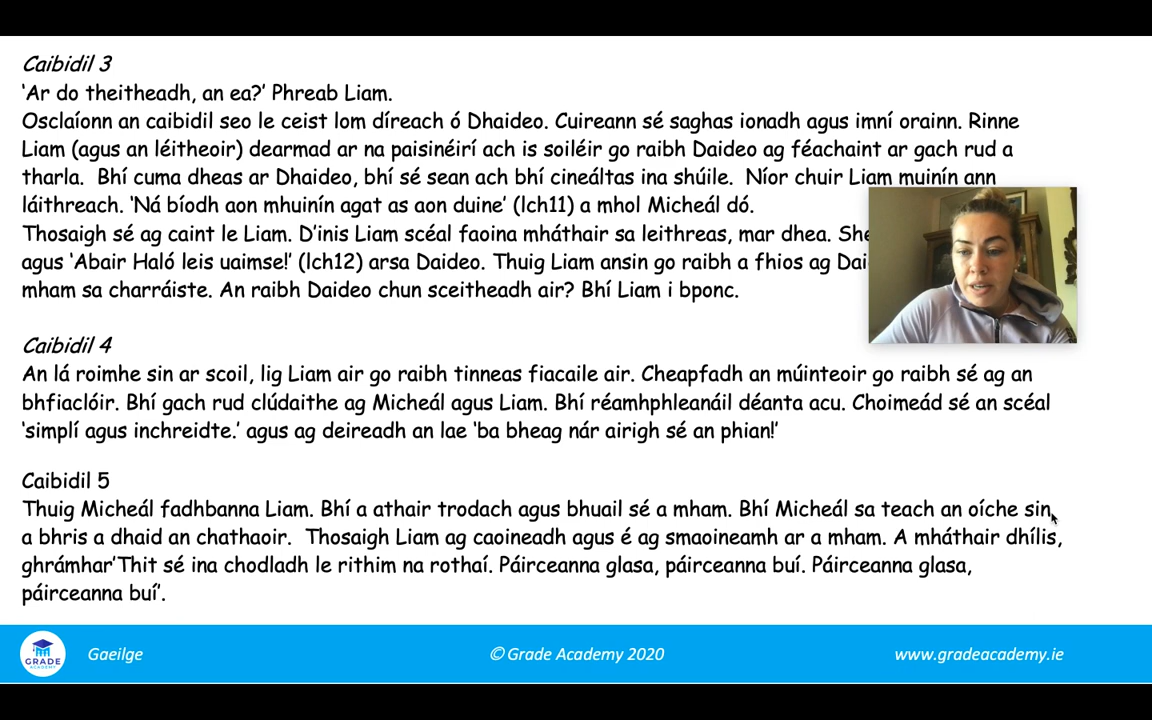 Caibidil 3
‘Ar do theitheadh, an ea?’ Phreab Liam.
Osclaíonn an caibidil seo le ceist lom díreach ó Dhaideo. Cuireann sé saghas ionadh agus imní orainn. Rinne
Liam (agus an léitheoir) dearmad ar na paisinéirí ach is soiléir go raibh Daideo ag féachaint ar gach rud a
tharla. Bhí cuma dheas ar Dhaideo, bhí sé sean ach bhí cineáltas ina shúile. Níor chuir Liam muinín ann
láithreach. ‘Ná bíodh aon mhuinín agat as aon duine’ (lch11) a mhol Micheál dó.
Thosaigh sé ag caint le Liam. D’inis Liam scéal faoina mháthair sa leithreas, mar dhea.
agus ‘Abair Haló leis uaimse!’ (lch12) arsa Daideo. Thuig Liam ansin go raibh a fhios ag
mham sa charráiste. An raibh Daideo chun sceitheadh air? Bhí Liam i bponc.
Caibidil 4
An lá roimhe sin ar scoil, lig Liam air go raibh tinneas fiacaile air. Cheapfadh an múinteoir go raibh sé ag an
bhfiaclóir. Bhí gach rud clúdaithe ag Micheál agus Liam. Bhí réamhphleanáil déanta acu. Choimeád sé an scéal
‘simplí agus inchreidte.’ agus ag deireadh an lae ‘ba bheag nár airigh sé an phian!’
Caibidil 5
Thuig Micheál fadhbanna Liam. Bhí a athair trodach agus bhuail sé a mham. Bhí Micheál sa teach an oíche sin
a bhris a dhaid an chathaoir. Thosaigh Liam ag caoineadh agus é ag smaoineamh ar a mham. A mháthair dhílis,
ghrámhar’Thit sé ina chodladh le rithim na rothaí. Páirceanna glasa, páirceanna buí. Páirceanna glasa,
páirceanna buí’.
GRADE
ACADEMY
Gaeilge
© Grade Academy 2020
www.gradeacademy.ie